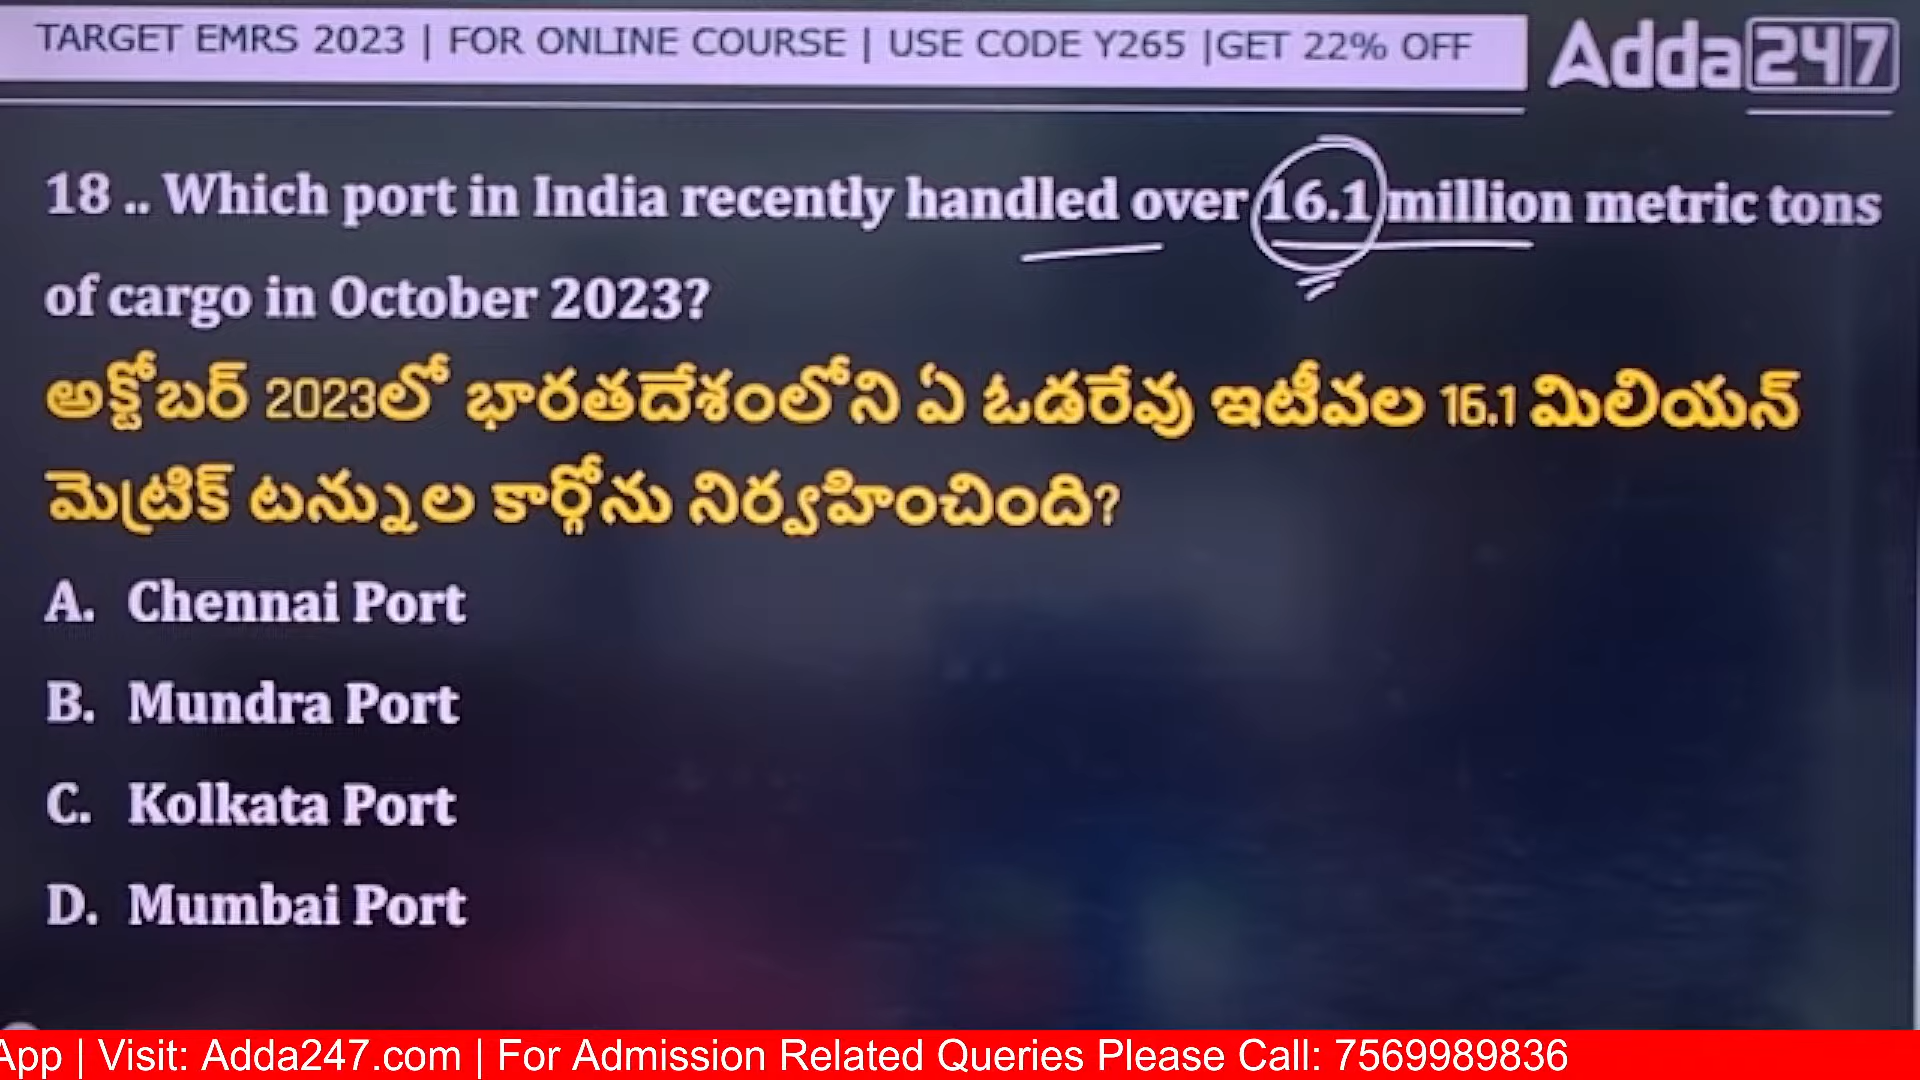 TARGET EMRS 2023 | FOR ONLINE COURSE | USE CODE Y265 |GET 22% OFF
Adda247
18 .. Which port in India recently handled over 16.1 million metric tons
of cargo in October 2023?
అక్టోబర్ 2023లో భారతదేశంలోని ఏ ఓడరేవు ఇటీవల 16.1 మిలియన్
మెట్రిక్ టన్నుల కార్గోను నిర్వహించింది?
A. Chennai Port
B. Mundra Port
C. Kolkata Port
D. Mumbai Port
App | Visit: Adda247.com | For Admission Related Queries Please Call: 7569989836